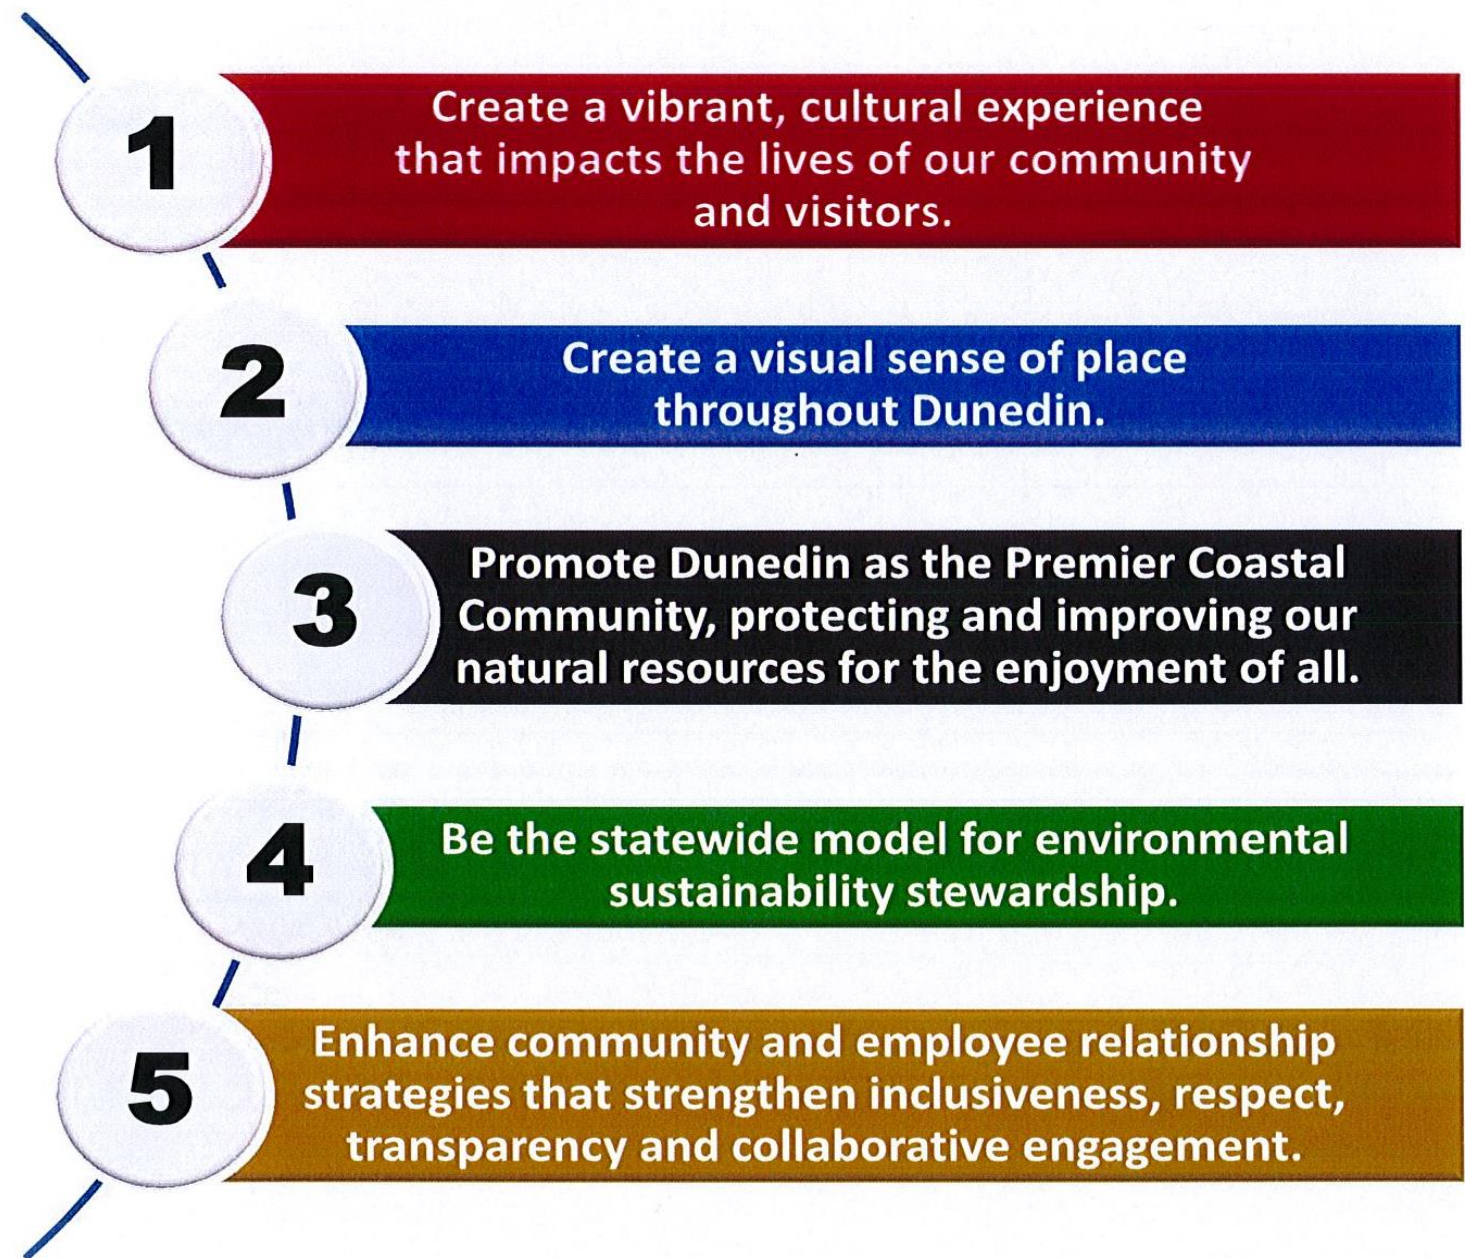 1
Create a vibrant, cultural experience
that impacts the lives of our community
and visitors.
2
Create a visual sense of place
throughout Dunedin.
3
Promote Dunedin as the Premier Coastal
Community, protecting and improving our
natural resources for the enjoyment of all.
4
Be the statewide model for environmental
sustainability stewardship.
5
Enhance community and employee relationship
strategies that strengthen inclusiveness, respect,
transparency and collaborative engagement.